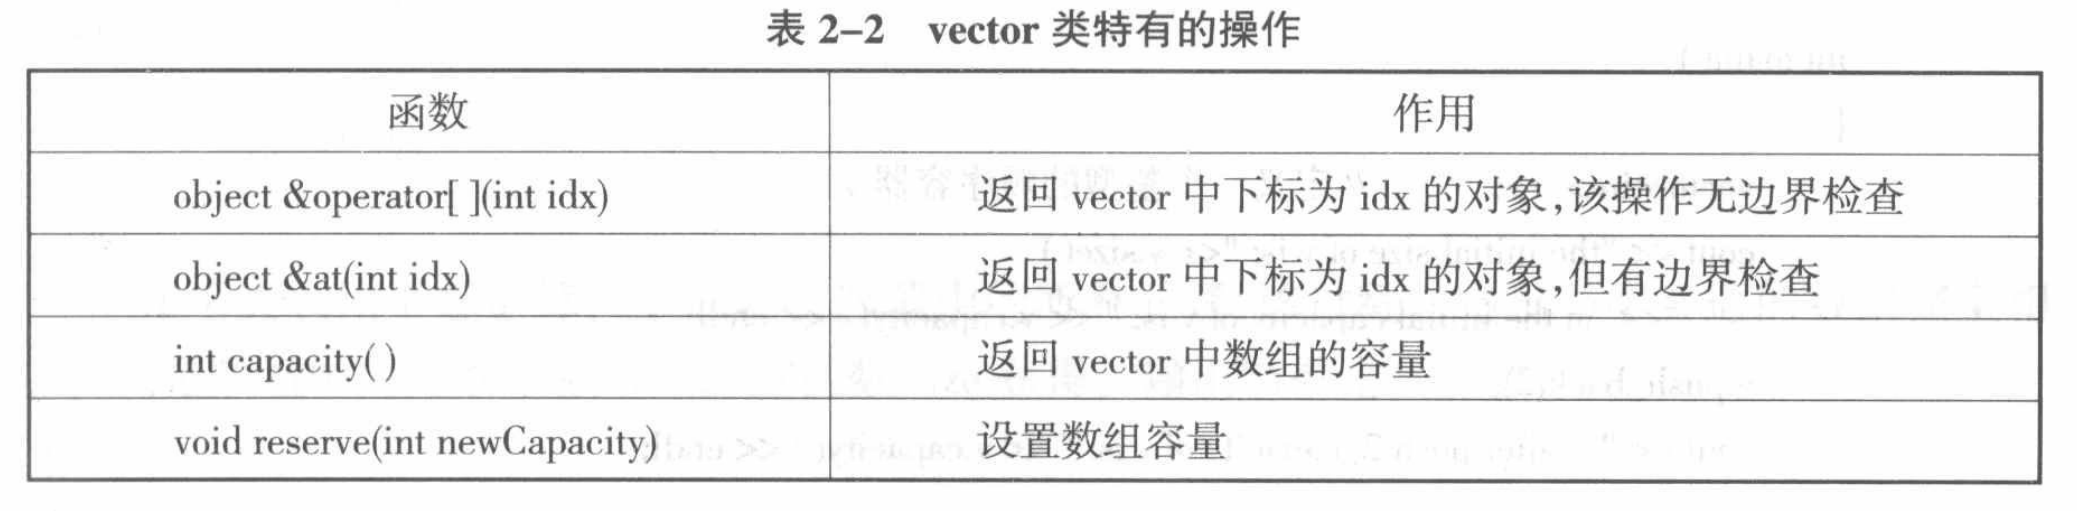 表 2–2 vector 类特有的操作
函数 作用
object &operator[ ](int idx) 返回 vector 中下标为 idx 的对象,该操作无边界检查
object &at(int idx) 返回 vector 中下标为 idx 的对象,但有边界检查
int capacity( ) 返回 vector 中数组的容量
void reserve(int newCapacity) 设置数组容量